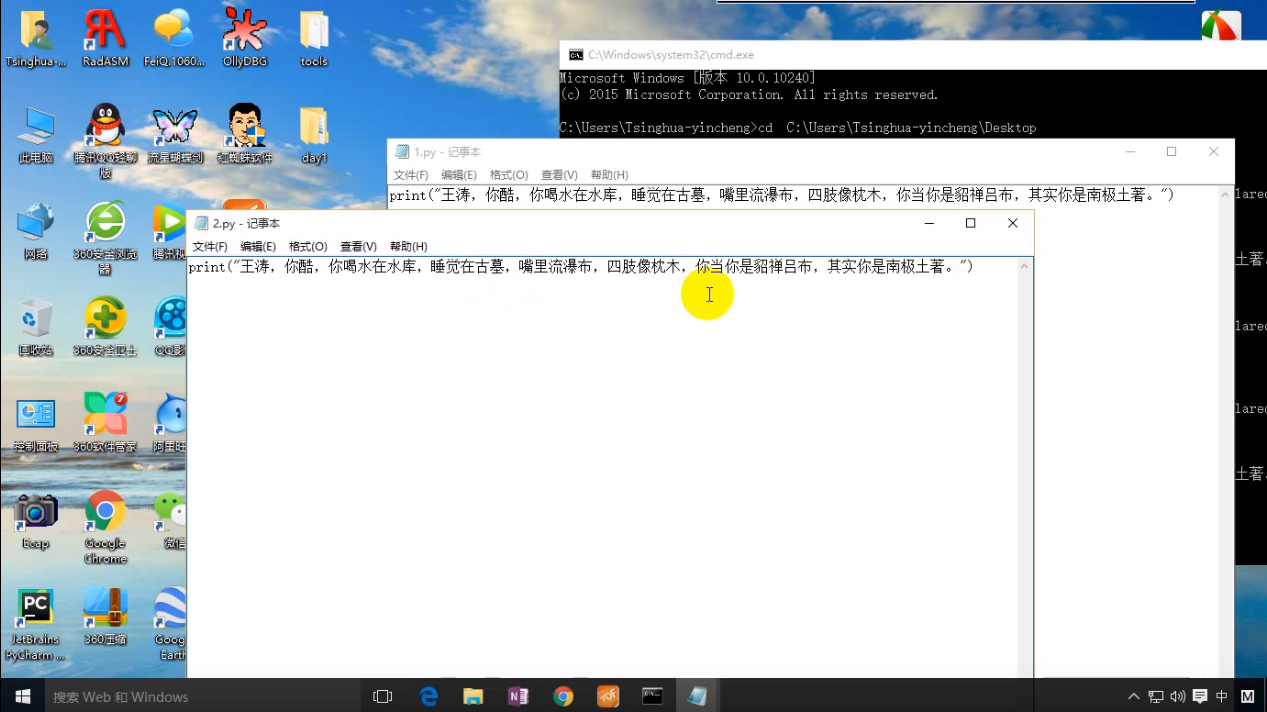 Tsinghua-...
RadASM
FeiQ.1060...
OllyDBG
tools
C:\Windows\system32\cmd.exe
Microsoft Windows [版本 10.0.10240]
(c) 2015 Microsoft Corporation. All rights reserved.
C:\Users\Tsinghua-yincheng>cd C:\Users\Tsinghua-yincheng\Desktop
此电脑
腾讯QQ轻聊版
流星蝴蝶剑
红蜘蛛软件
day1
1.py - 记事本
文件(F) 编辑(E) 格式(O) 查看(V) 帮助(H)
print("王涛，你酷，你喝水在水库，睡觉在古墓，嘴里流瀑布，四肢像枕木，你当你是貂禅吕布，其实你是南极土著。")
lared
2.py - 记事本
文件(F) 编辑(E) 格式(O) 查看(V) 帮助(H)
print("王涛，你酷，你喝水在水库，睡觉在古墓，嘴里流瀑布，四肢像枕木，你当你是貂禅吕布，其实你是南极土著。")
网络
360安全浏览器
腾讯视
土著。
回收站
360安全卫士
QQ影
lared
控制面板
7
360软件管家
阿里旺
lared
土著。
Ecap
Google Chrome
微信
PC
JetBrains PyCharm ...
360压缩
Goog
Earth
搜索 Web 和 Windows
中
M